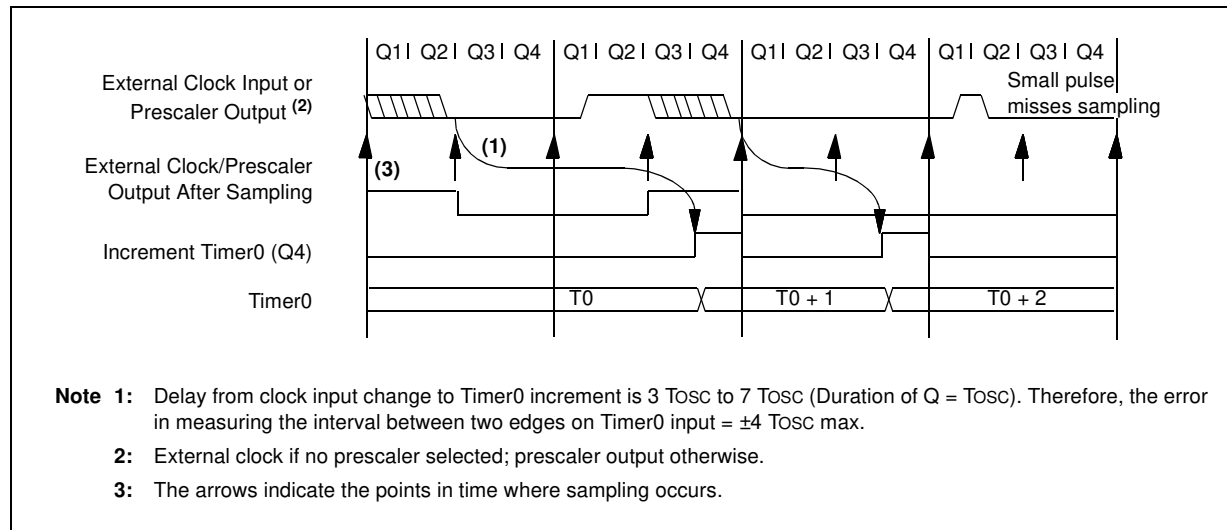 Q1 | Q2 | Q3 | Q4 Q1 | Q2 | Q3 | Q4 Q1 | Q2 | Q3 | Q4 Q1 | Q2 | Q3 | Q4
External Clock Input or
Prescaler Output (2)
Small pulse
misses sampling
(1)
External Clock/Prescaler
Output After Sampling
(3)
Increment Timer0 (Q4)
Timer0 T0 T0 + 1 T0 + 2
Note 1: Delay from clock input change to Timer0 increment is 3 TOSC to 7 TOSC (Duration of Q = TOSC). Therefore, the error
in measuring the interval between two edges on Timer0 input = ±4 TOSC max.
2: External clock if no prescaler selected; prescaler output otherwise.
3: The arrows indicate the points in time where sampling occurs.